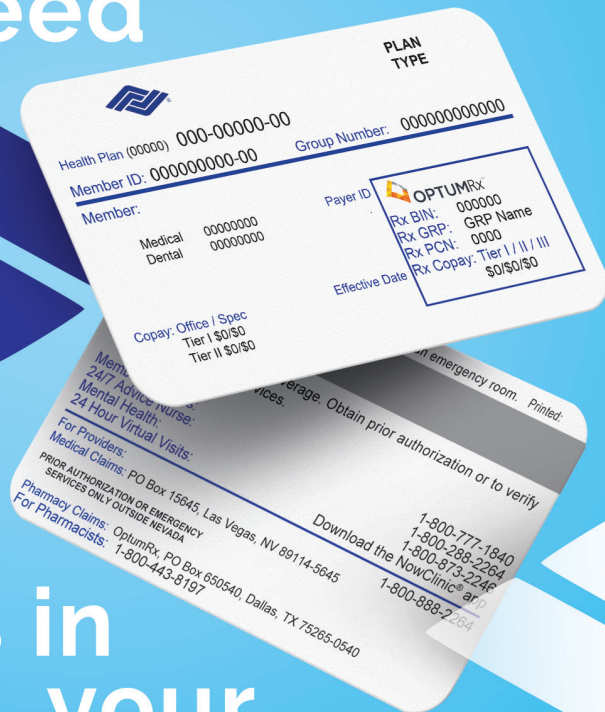 eed
PLAN
TYPE
Health Plan (00000) 000-00000-00
Member ID: 000000000-00 Group Number: 000000000000
Member:
Medical 00000000
Dental 00000000
Payer ID
Effective Date
OPTUMRx
Rx BIN: 000000
Rx GRP: GRP Name
Rx PCN: 0000
Rx Copay: Tier I / II / III
$0/$0/$0
Copay: Office / Spec
Tier I $0/$0
Tier II $0/$0
emergency room. Printed:
verage. Obtain prior authorization or to verify
vices.
24/7 Advice Nurse:
Mental Health:
24 Hour Virtual Visits:
1-800-777-1840
1-800-288-2264
1-800-873-2246
Download the NowClinic® app
1-800-888-2264
For Providers:
Medical Claims: PO Box 15645, Las Vegas, NV 89114-5645
PRIOR AUTHORIZATION OR EMERGENCY
SERVICES ONLY OUTSIDE NEVADA
Pharmacy Claims: OptumRx, PO Box 650540, Dallas, TX 75265-0540
For Pharmacists: 1-800-443-8197
in
your